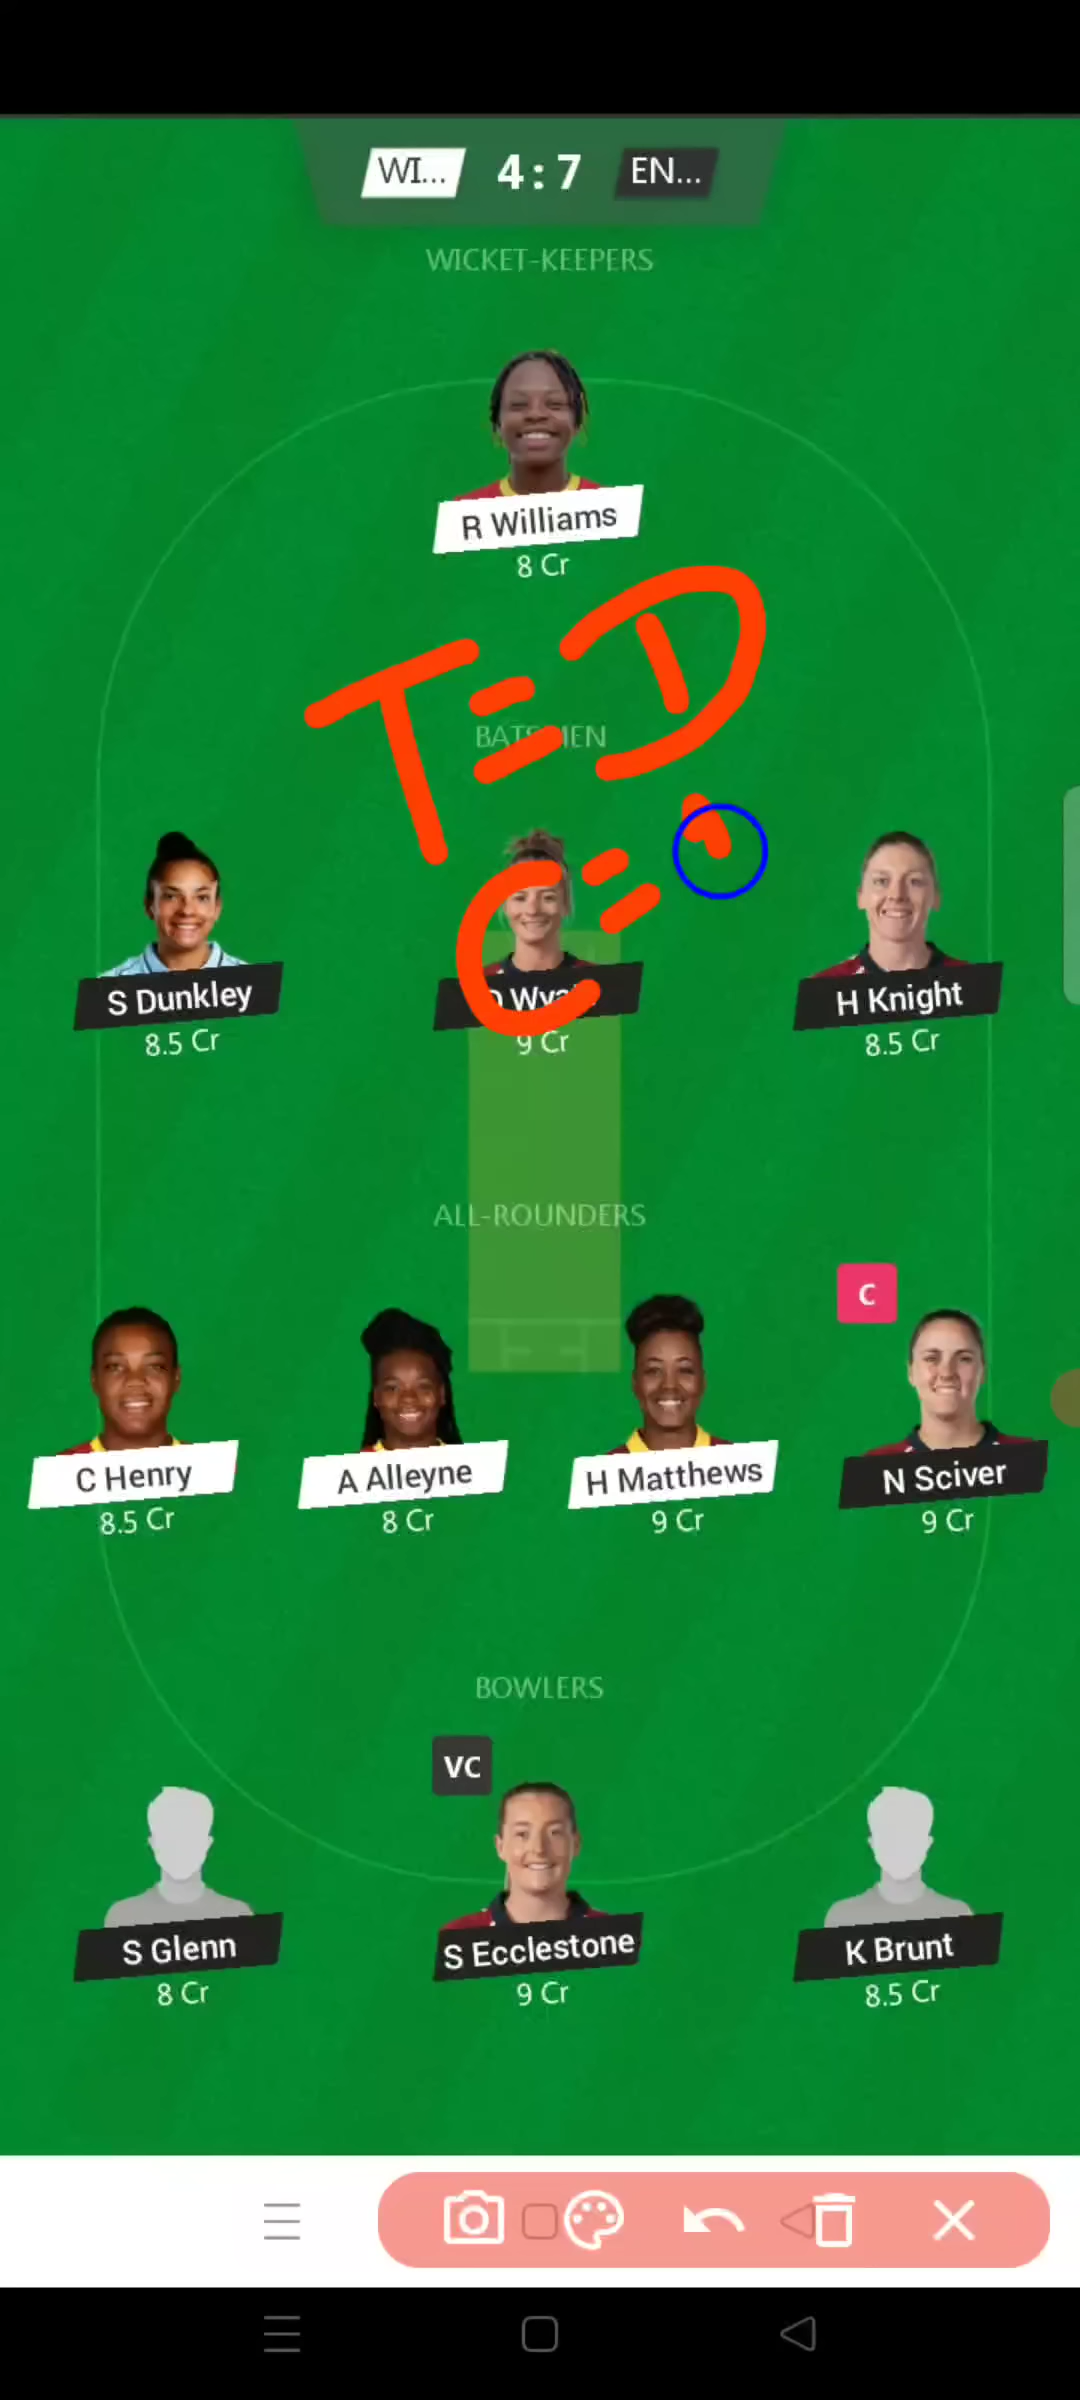 WI... 4 : 7 EN...
WICKET-KEEPERS
R Williams
8 Cr
T = D
BATSMEN
C =
S Dunkley D Wyatt H Knight
8.5 Cr 9 Cr 8.5 Cr
ALL-ROUNDERS
C
C Henry A Alleyne H Matthews N Sciver
8.5 Cr 8 Cr 9 Cr 9 Cr
BOWLERS
VC
S Glenn S Ecclestone K Brunt
8 Cr 9 Cr 8.5 Cr